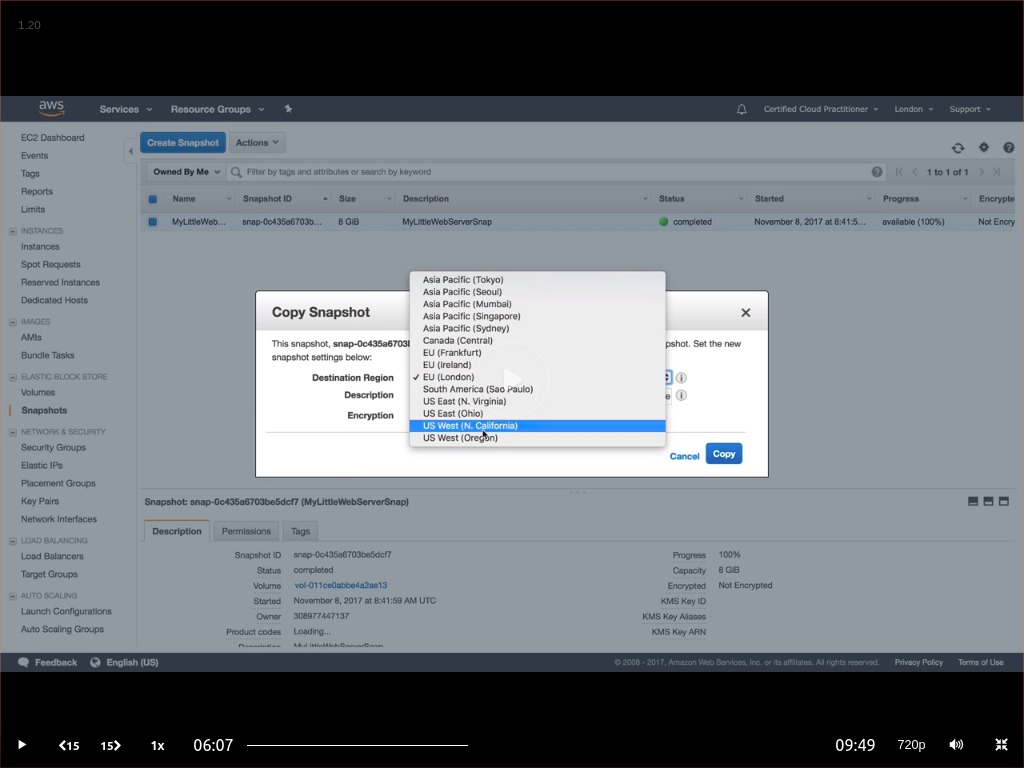 1.20
aws Services Resource Groups Certified Cloud Practitioner London Support
EC2 Dashboard
Events
Tags
Reports
Limits
INSTANCES
Instances
Spot Requests
Reserved Instances
Dedicated Hosts
IMAGES
AMIs
Bundle Tasks
ELASTIC BLOCK STORE
Volumes
Snapshots
NETWORK & SECURITY
Security Groups
Elastic IPs
Placement Groups
Key Pairs
Network Interfaces
LOAD BALANCING
Load Balancers
Target Groups
AUTO SCALING
Launch Configurations
Auto Scaling Groups
Create Snapshot Actions
Owned By Me Filter by tags and attributes or search by keyword 1 to 1 of 1
Name Snapshot ID Size Description Status Started Progress Encrypte
MyLittleWeb... snap-0c435a6703b... 8 GiB MyLittleWebServerSnap completed November 8, 2017 at 8:41:5... available (100%) Not Encry
Copy Snapshot
This snapshot, snap-0c435a6703 pshot. Set the new
snapshot settings below:
Destination Region
Description e
Encryption
Asia Pacific (Tokyo)
Asia Pacific (Seoul)
Asia Pacific (Mumbai)
Asia Pacific (Singapore)
Asia Pacific (Sydney)
Canada (Central)
EU (Frankfurt)
EU (Ireland)
✓ EU (London)
South America (Sao Paulo)
US East (N. Virginia)
US East (Ohio)
US West (N. California)
US West (Oregon)
Cancel Copy
Snapshot: snap-0c435a6703be5dcf7 (MyLittleWebServerSnap)
Description Permissions Tags
Snapshot ID snap-0c435a6703be5dcf7 Progress 100%
Status completed Capacity 8 GiB
Volume vol-011ce0abbe4a2ae13 Encrypted Not Encrypted
Started November 8, 2017 at 8:41:59 AM UTC KMS Key ID
Owner 308977447137 KMS Key Aliases
Product codes Loading... KMS Key ARN
Description MyLittleWebServerSnap
Feedback English (US) © 2008 - 2017, Amazon Web Services, Inc. or its affiliates. All rights reserved. Privacy Policy Terms of Use
15 15 1x 06:07 09:49 720p